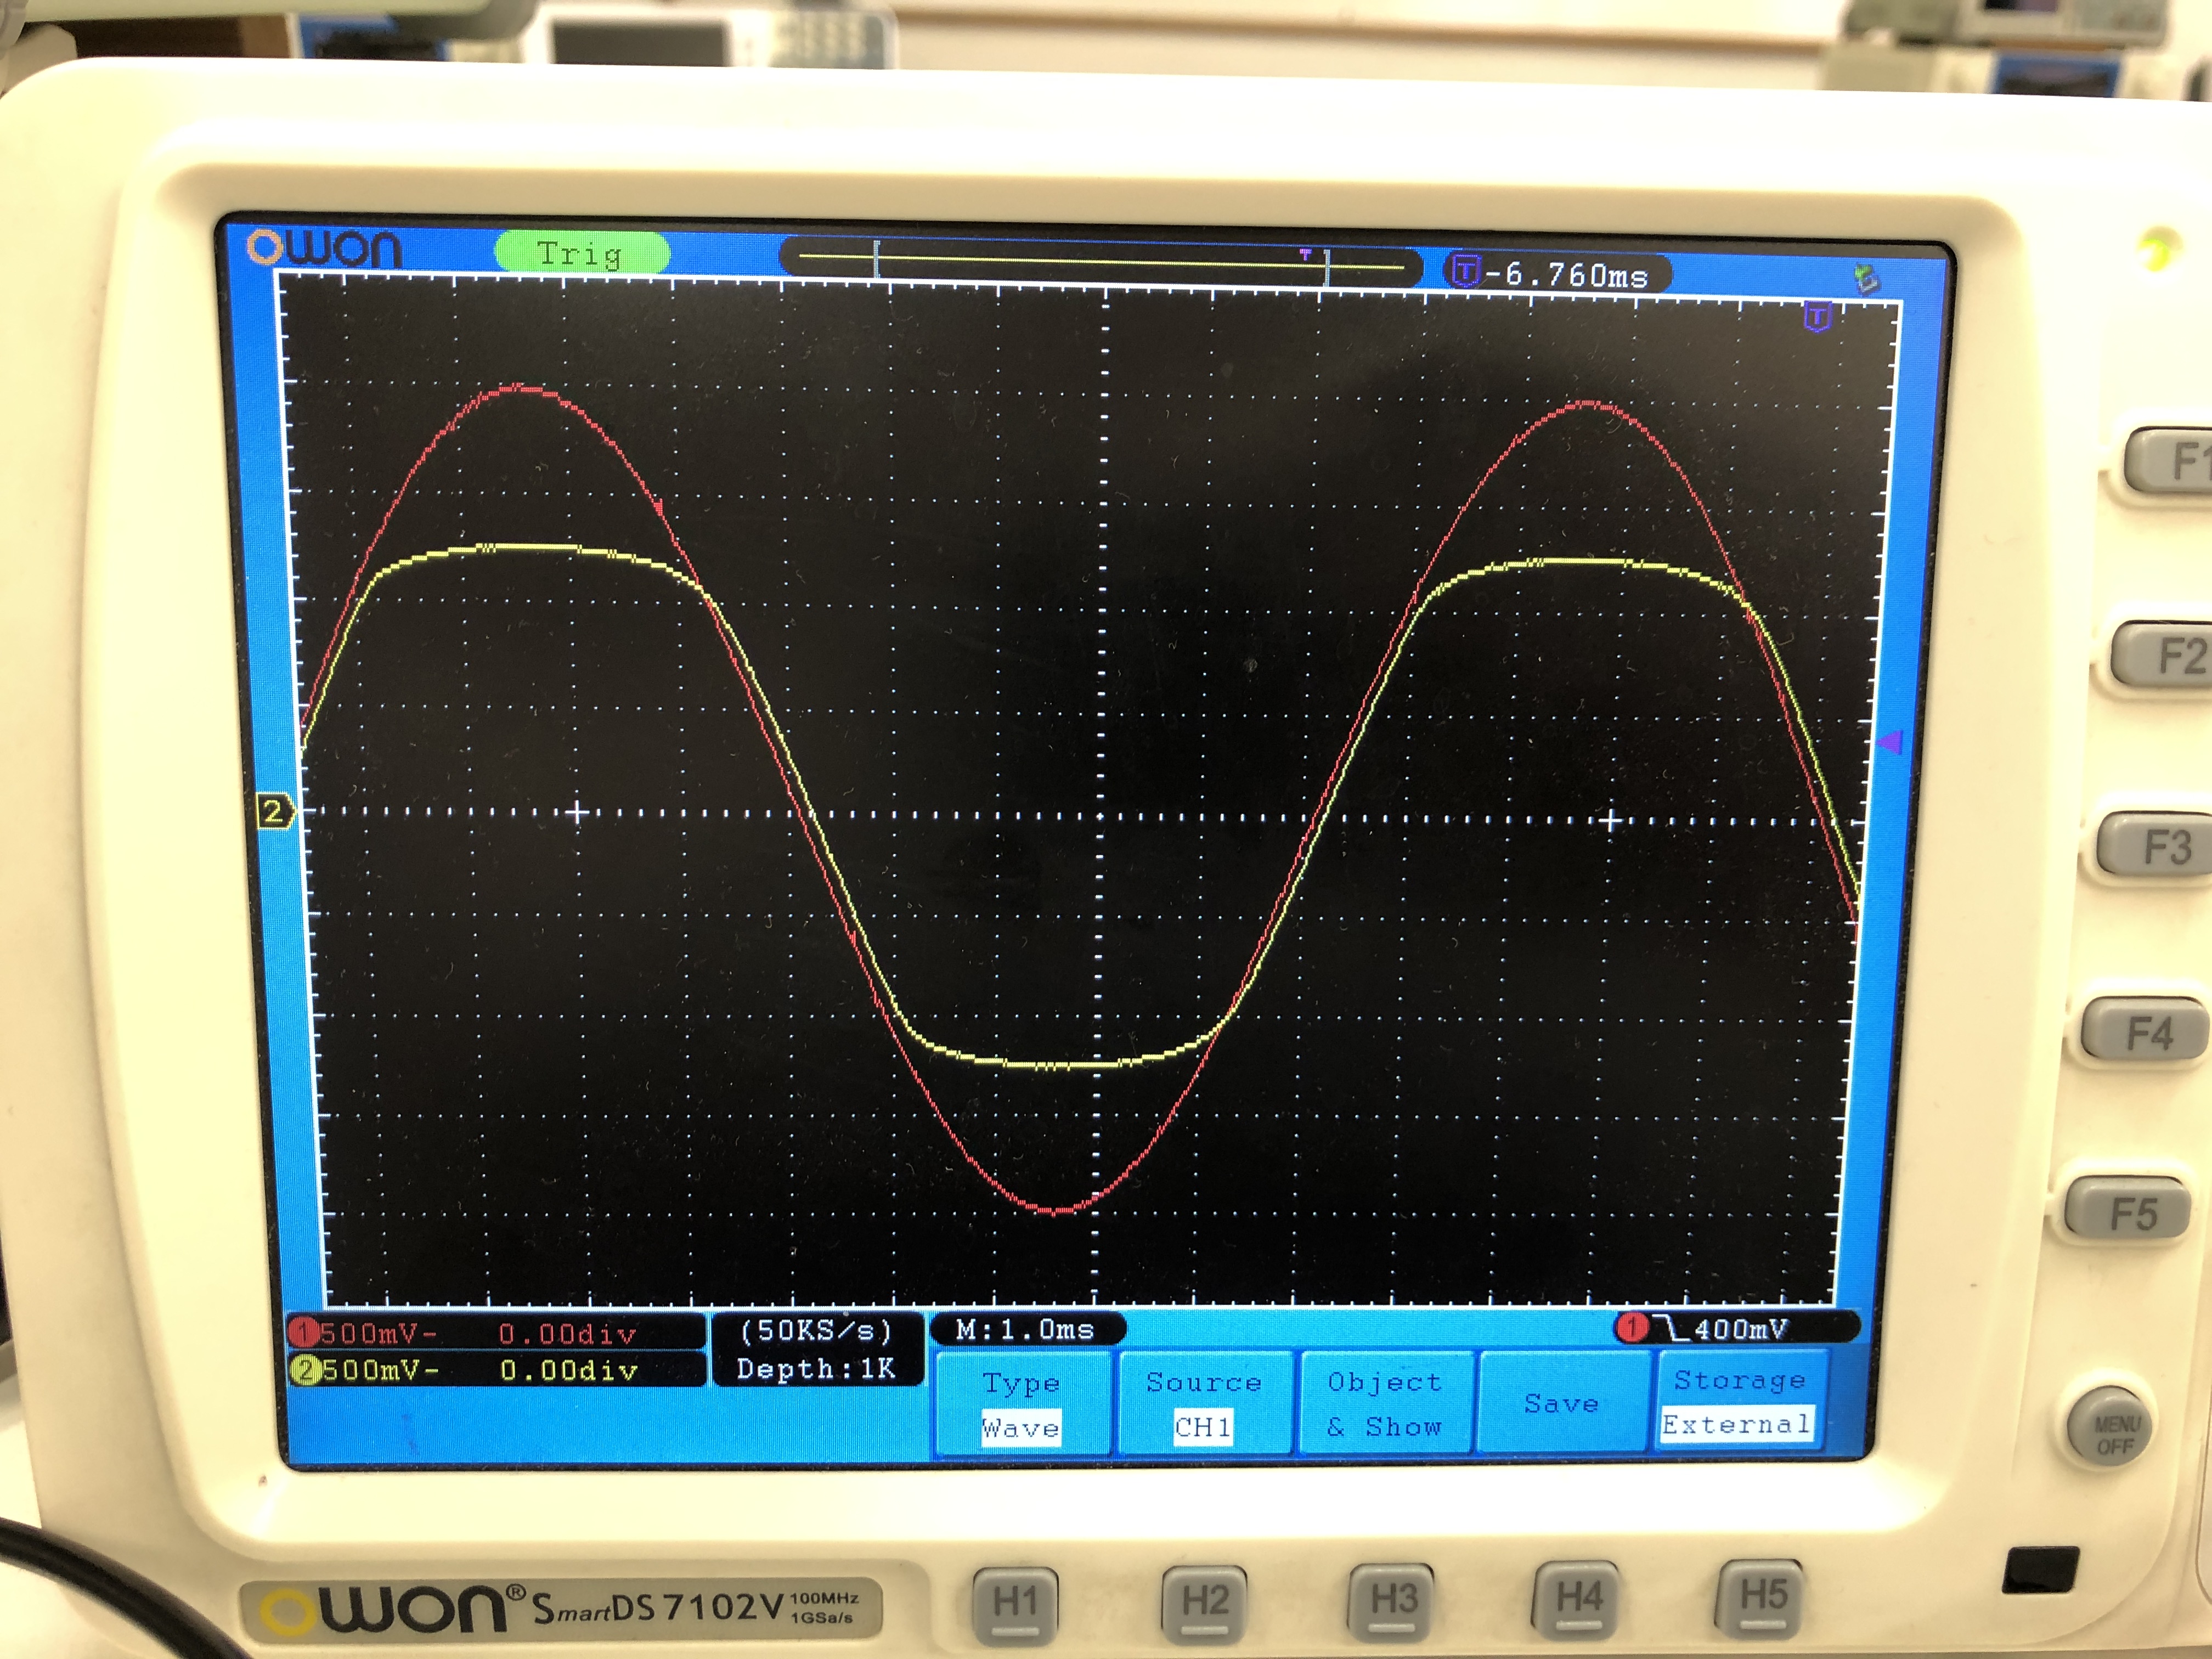 OWON Trig T -6.760ms
T
F1
F2
2
F3
F4
F5
1 500mV- 0.00div (50KS/s) M:1.0ms 1 400mV
2 500mV- 0.00div Depth:1K
Type Source Object Save Storage
Wave CH1 & Show External
MENU
OFF
OWON® SmartDS7102V 100MHz
1GSa/s
H1 H2 H3 H4 H5